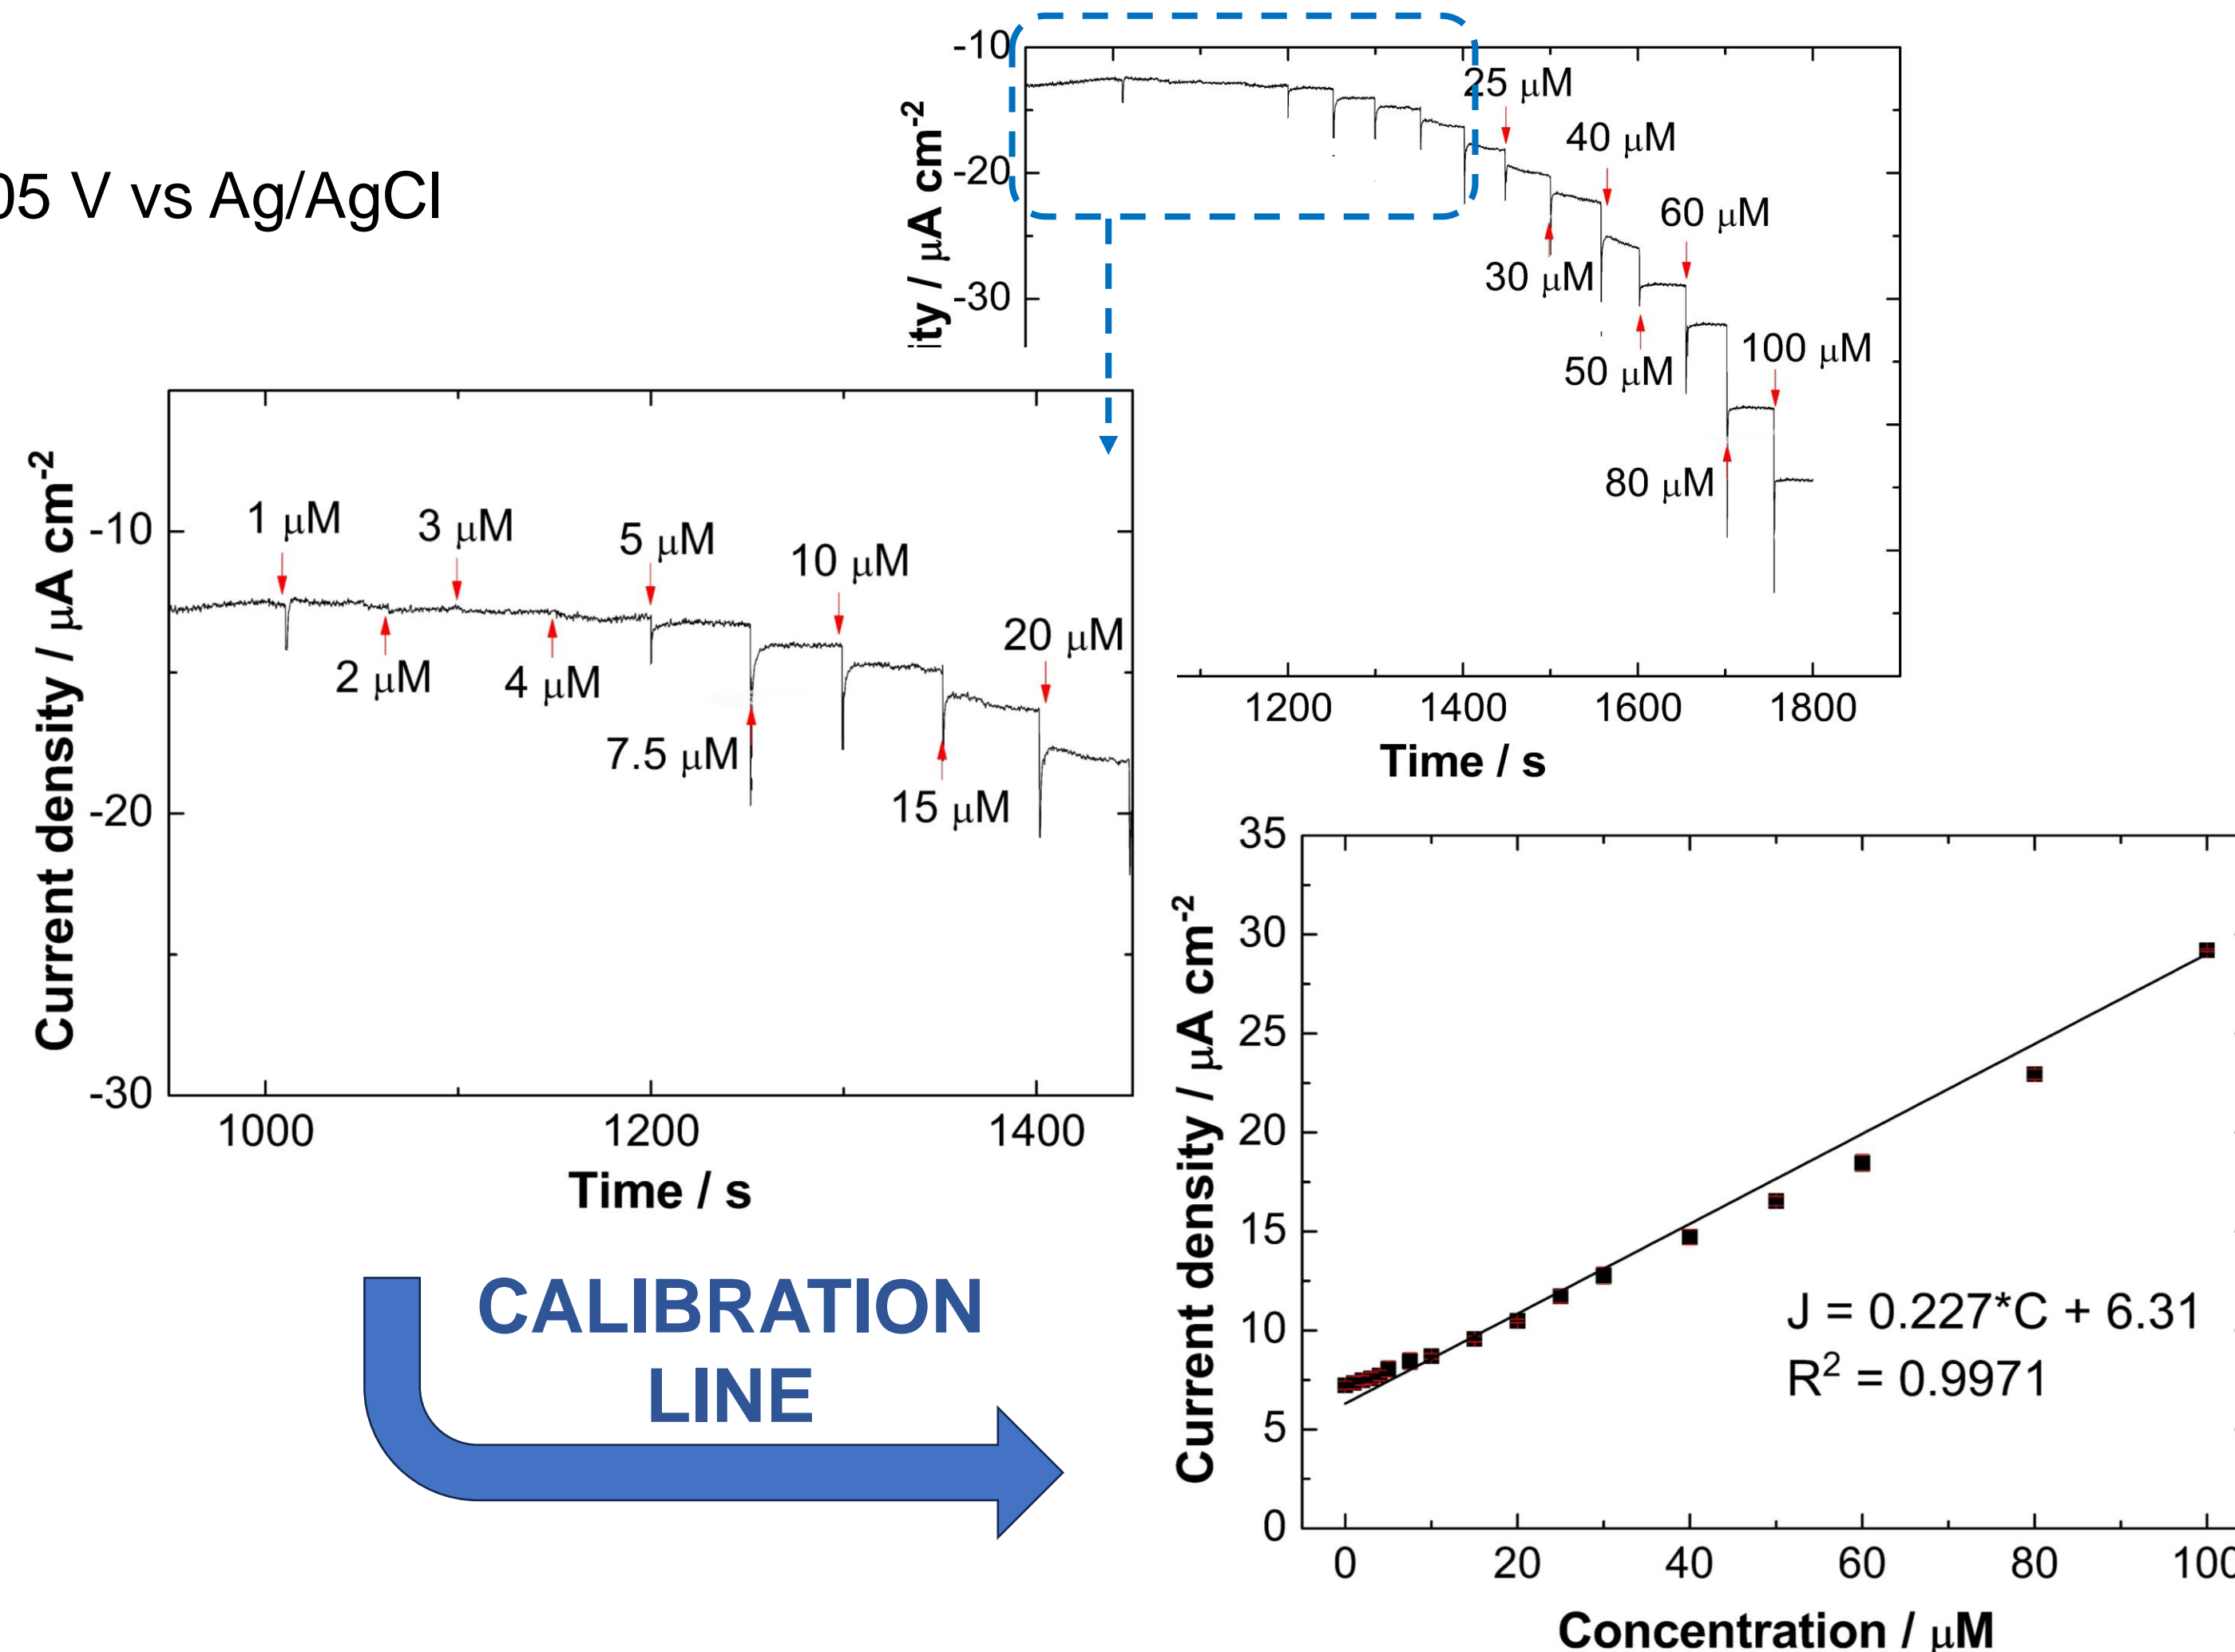 05 V vs Ag/AgCl
-10
-20
-30
ity / μA cm-2
25 μM
40 μM
60 μM
30 μM
50 μM
100 μM
80 μM
1200
1400
1600
1800
Time / s
Current density / μA cm-2
-10
-20
-30
1 μM
3 μM
5 μM
10 μM
20 μM
2 μM
4 μM
7.5 μM
15 μM
1000
1200
1400
Time / s
CALIBRATION
LINE
Current density / μA cm-2
35
30
25
20
15
10
5
0
J = 0.227*C + 6.31
R2 = 0.9971
0
20
40
60
80
100
Concentration / μM